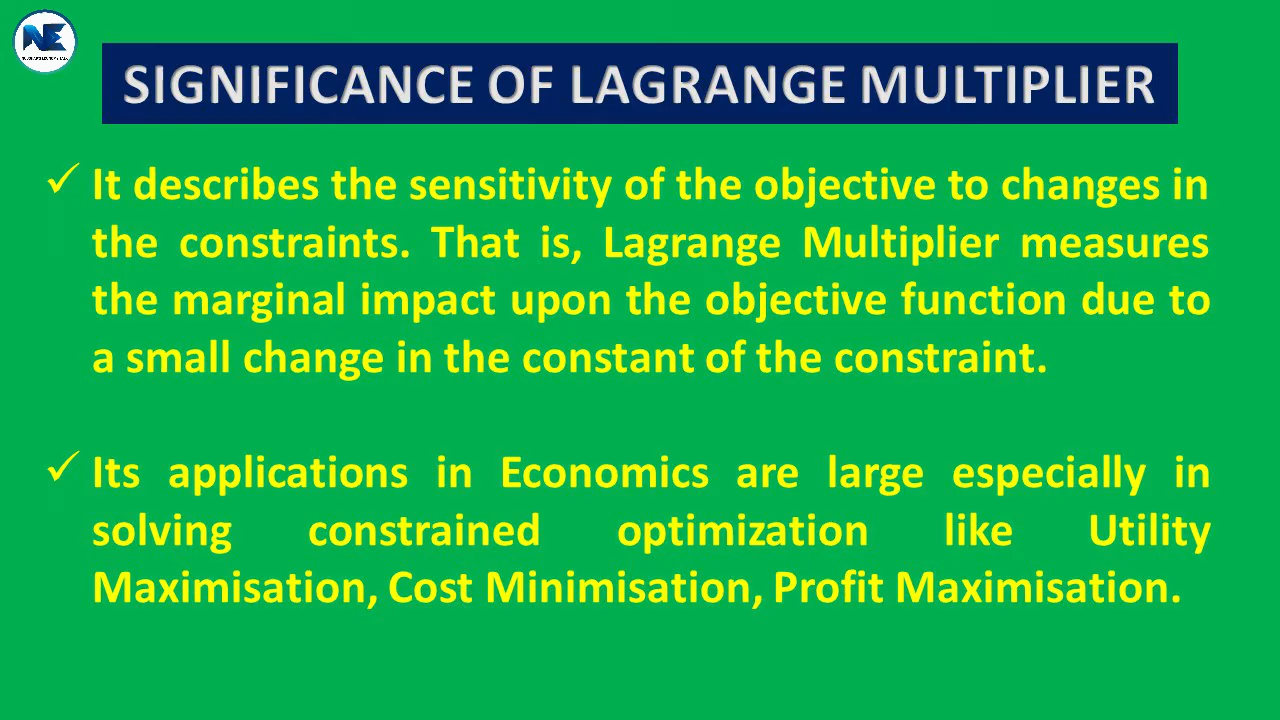 NE
SIGNIFICANCE OF LAGRANGE MULTIPLIER
✓ It describes the sensitivity of the objective to changes in
the constraints. That is, Lagrange Multiplier measures
the marginal impact upon the objective function due to
a small change in the constant of the constraint.
✓ Its applications in Economics are large especially in
solving constrained optimization like Utility
Maximisation, Cost Minimisation, Profit Maximisation.